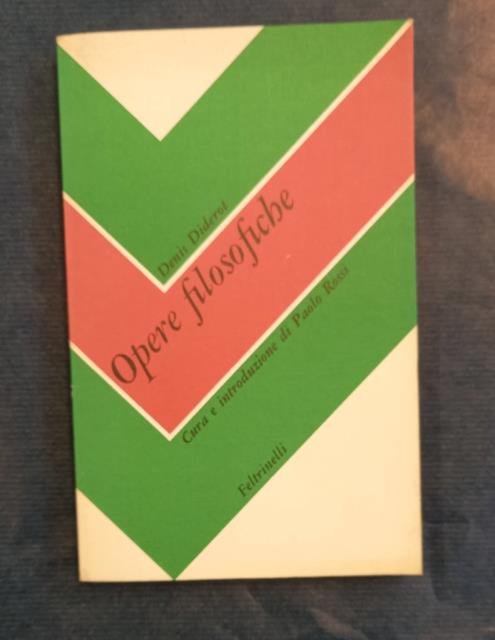 Denis Diderot
Opere filosofiche
Cura e introduzione di Paolo Rossi
Feltrinelli